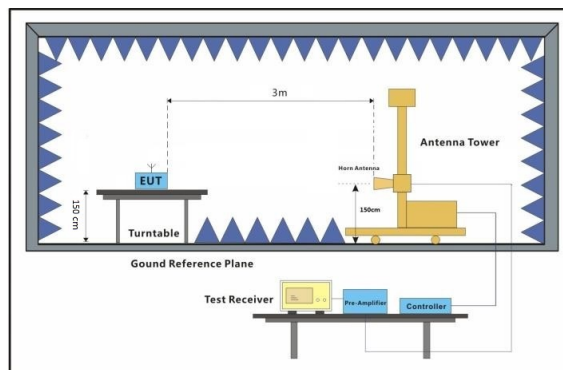 3m
Antenna Tower
Horn Antenna
EUT
150 cm
150cm
Turntable
Gound Reference Plane
Test Receiver
Pre-Amplifier
Controller